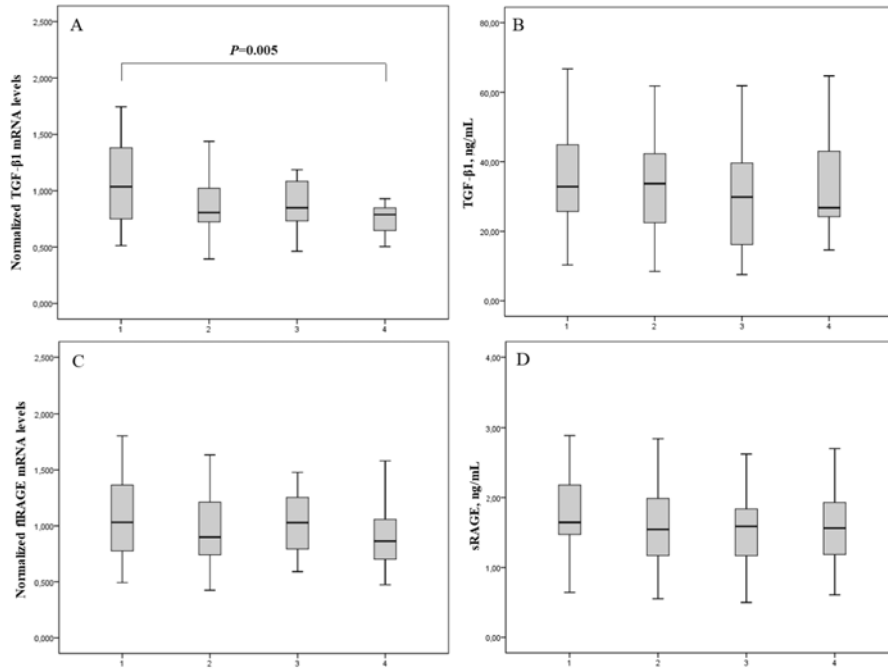 A
P=0.005
Normalized TGF-β1 mRNA levels
2,500
2,000
1,500
1,000
0,500
0,000
1 2 3 4
B
TGF-β1, ng/mL
80,00
60,00
40,00
20,00
0,00
1 2 3 4
C
Normalized flRAGE mRNA levels
2,500
2,000
1,500
1,000
0,500
0,000
1 2 3 4
D
sRAGE, ng/mL
4,00
3,00
2,00
1,00
0,00
1 2 3 4